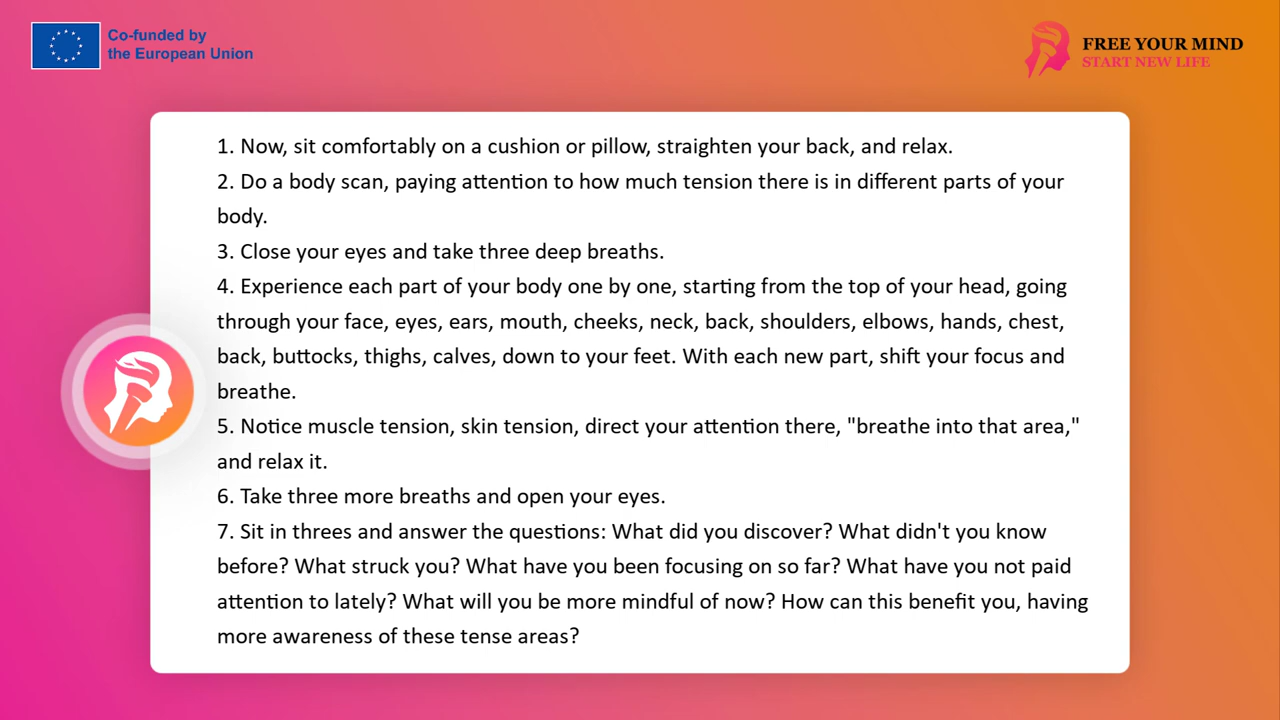 Co-funded by
the European Union
FREE YOUR MIND
START NEW LIFE
1. Now, sit comfortably on a cushion or pillow, straighten your back, and relax.
2. Do a body scan, paying attention to how much tension there is in different parts of your
body.
3. Close your eyes and take three deep breaths.
4. Experience each part of your body one by one, starting from the top of your head, going
through your face, eyes, ears, mouth, cheeks, neck, back, shoulders, elbows, hands, chest,
back, buttocks, thighs, calves, down to your feet. With each new part, shift your focus and
breathe.
5. Notice muscle tension, skin tension, direct your attention there, "breathe into that area,"
and relax it.
6. Take three more breaths and open your eyes.
7. Sit in threes and answer the questions: What did you discover? What didn't you know
before? What struck you? What have you been focusing on so far? What have you not paid
attention to lately? What will you be more mindful of now? How can this benefit you, having
more awareness of these tense areas?